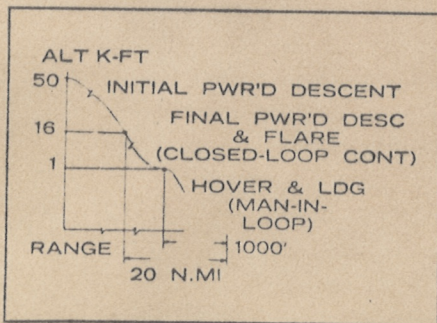 ALT K-FT
50
INITIAL PWR'D DESCENT
FINAL PWR'D DESC
& FLARE
(CLOSED-LOOP CONT)
16
1
HOVER & LDG
(MAN-IN-
LOOP)
RANGE
1000'
20 N.MI